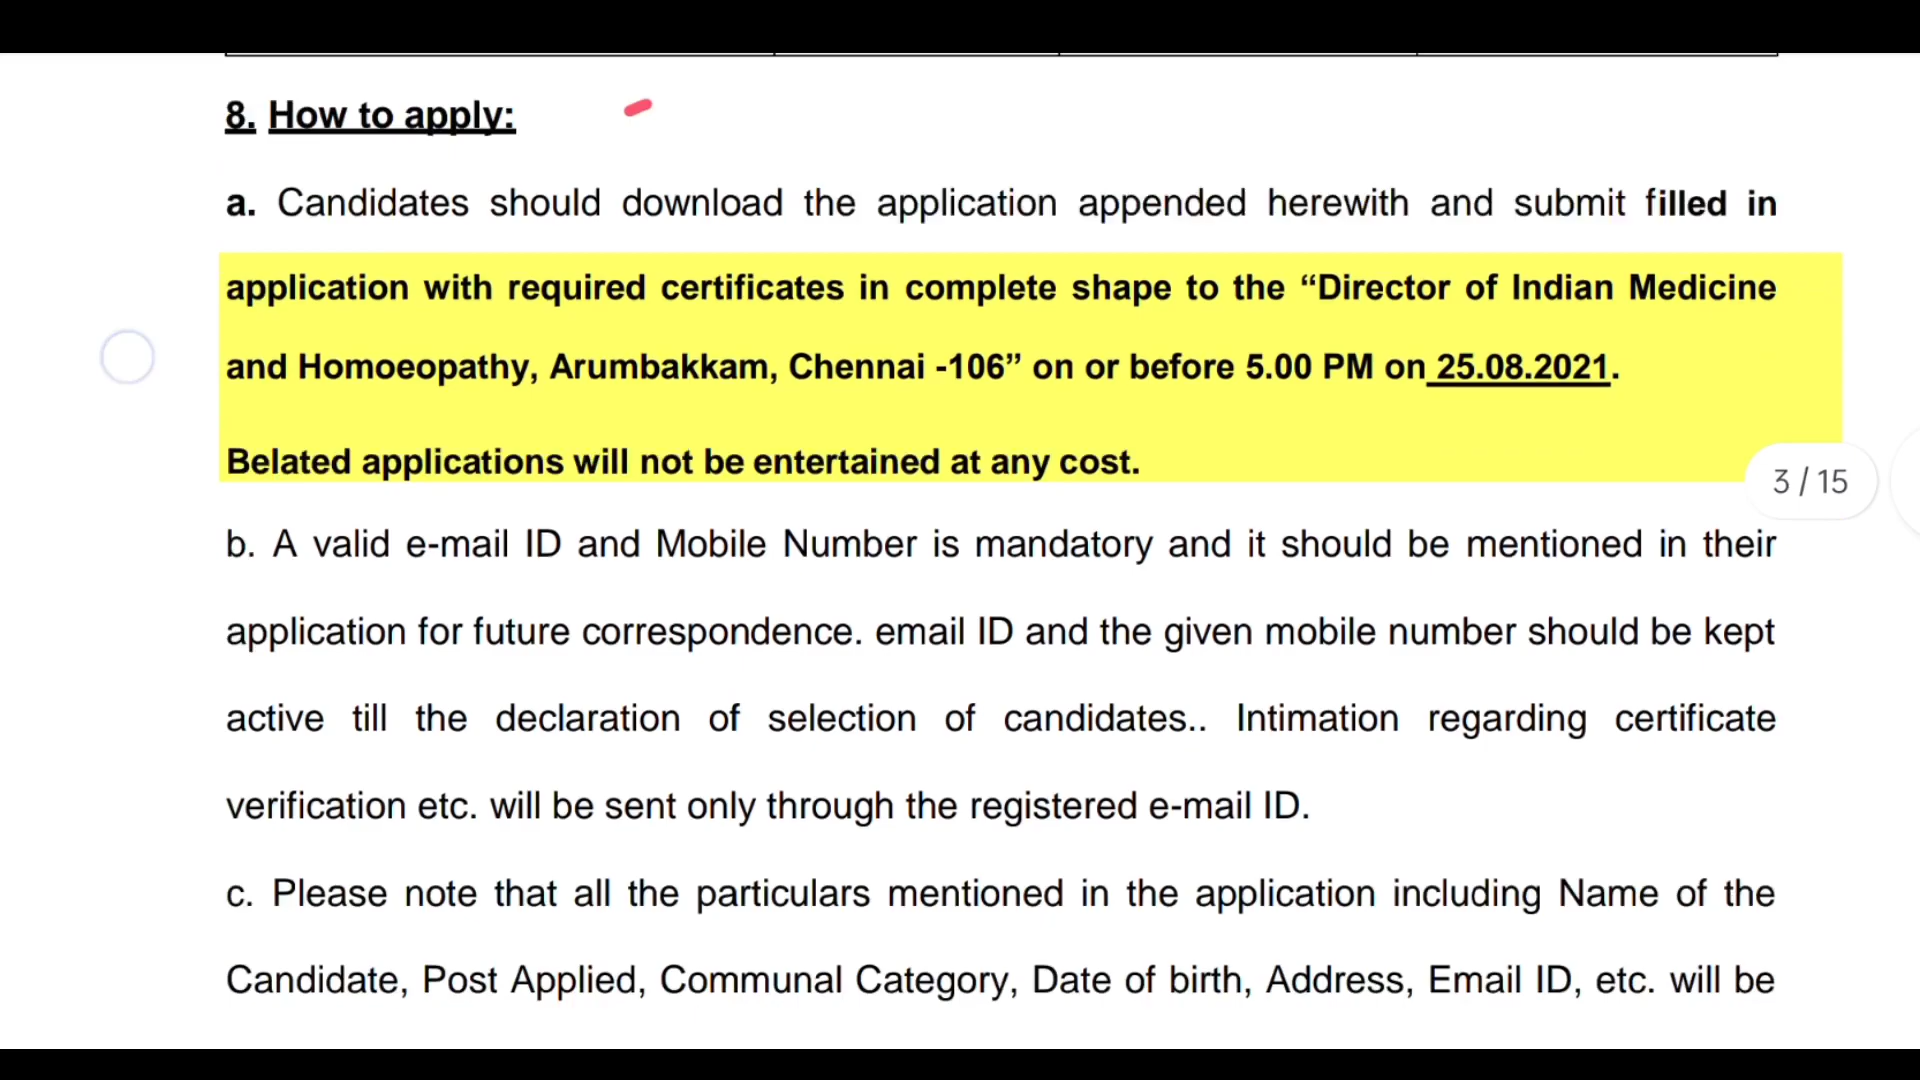 8. How to apply:
a. Candidates should download the application appended herewith and submit filled in
application with required certificates in complete shape to the “Director of Indian Medicine
and Homoeopathy, Arumbakkam, Chennai -106” on or before 5.00 PM on 25.08.2021.
Belated applications will not be entertained at any cost.
3 / 15
b. A valid e-mail ID and Mobile Number is mandatory and it should be mentioned in their
application for future correspondence. email ID and the given mobile number should be kept
active till the declaration of selection of candidates.. Intimation regarding certificate
verification etc. will be sent only through the registered e-mail ID.
c. Please note that all the particulars mentioned in the application including Name of the
Candidate, Post Applied, Communal Category, Date of birth, Address, Email ID, etc. will be